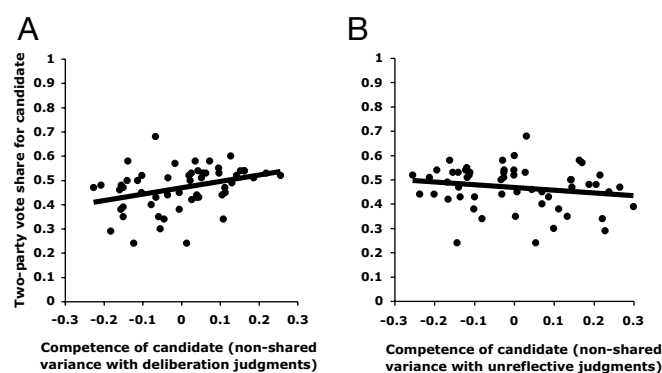 A
B
Two-party vote share for candidate
1
0.9
0.8
0.7
0.6
0.5
0.4
0.3
0.2
0.1
0
-0.3 -0.2 -0.1 0 0.1 0.2 0.3
Competence of candidate (non-shared
variance with deliberation judgments)
1
0.9
0.8
0.7
0.6
0.5
0.4
0.3
0.2
0.1
0
-0.3 -0.2 -0.1 0 0.1 0.2 0.3
Competence of candidate (non-shared
variance with unreflective judgments)